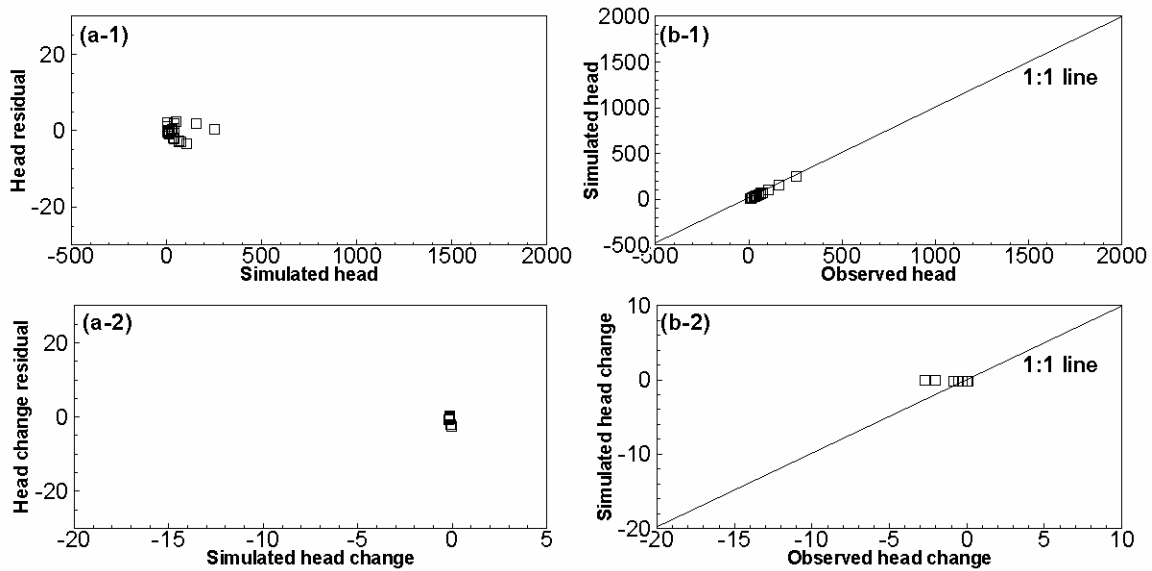 (a-1)
Head residual
20
0
-20
-500 0 500 1000 1500 2000
Simulated head
(b-1)
1:1 line
Simulated head
2000
1500
1000
500
0
-500
-500 0 500 1000 1500 2000
Observed head
(a-2)
Head change residual
20
0
-20
-20 -15 -10 -5 0 5
Simulated head change
(b-2)
1:1 line
Simulated head change
10
0
-10
-20
-20 -15 -10 -5 0 5 10
Observed head change